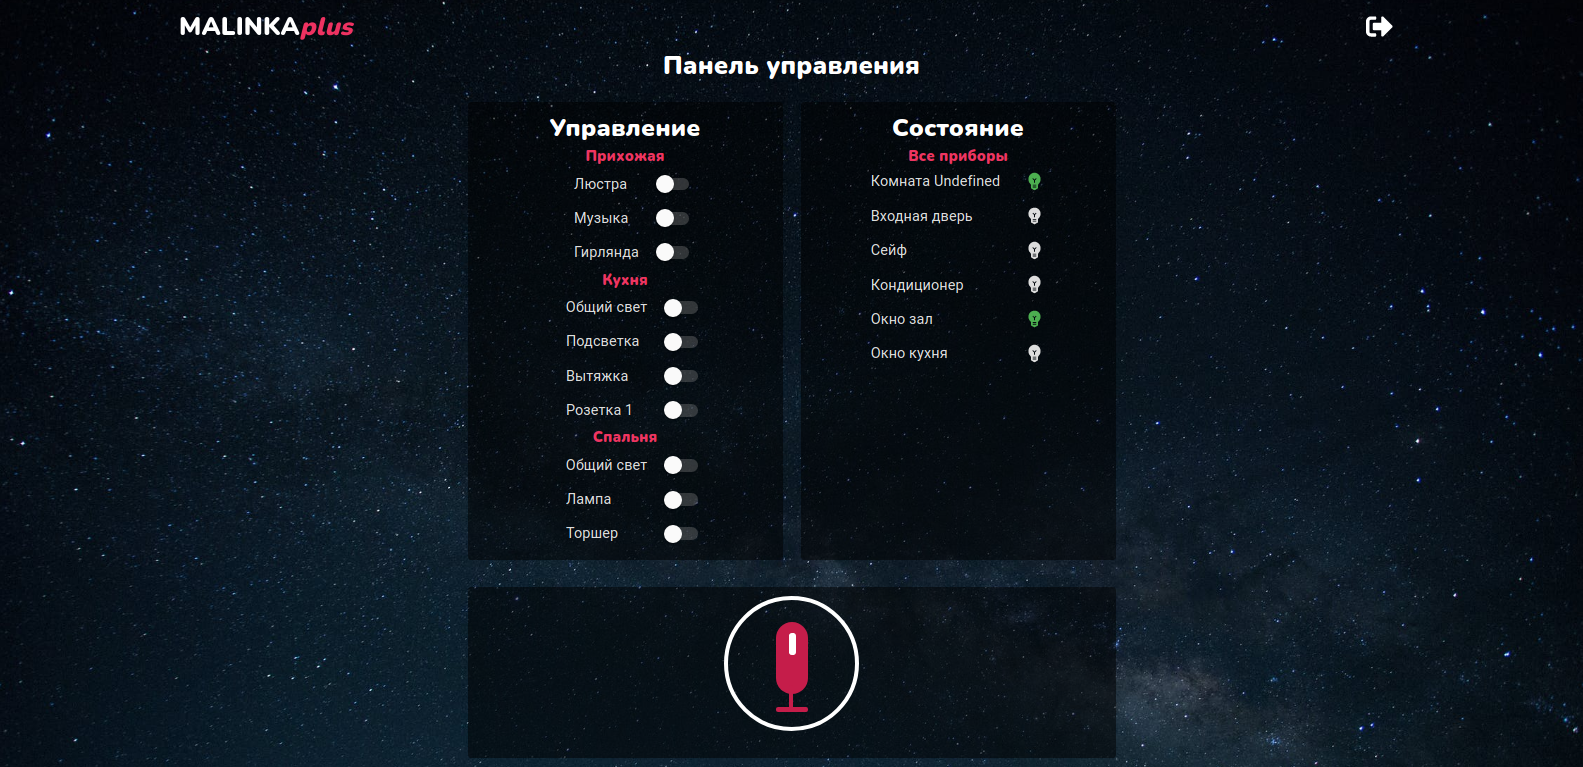 MALINKAplus
Панель управления
Управление
Прихожая
Люстра
Музыка
Гирлянда
Кухня
Общий свет
Подсветка
Вытяжка
Розетка 1
Спальня
Общий свет
Лампа
Торшер
Состояние
Все приборы
Комната Undefined
Входная дверь
Сейф
Кондиционер
Окно зал
Окно кухня